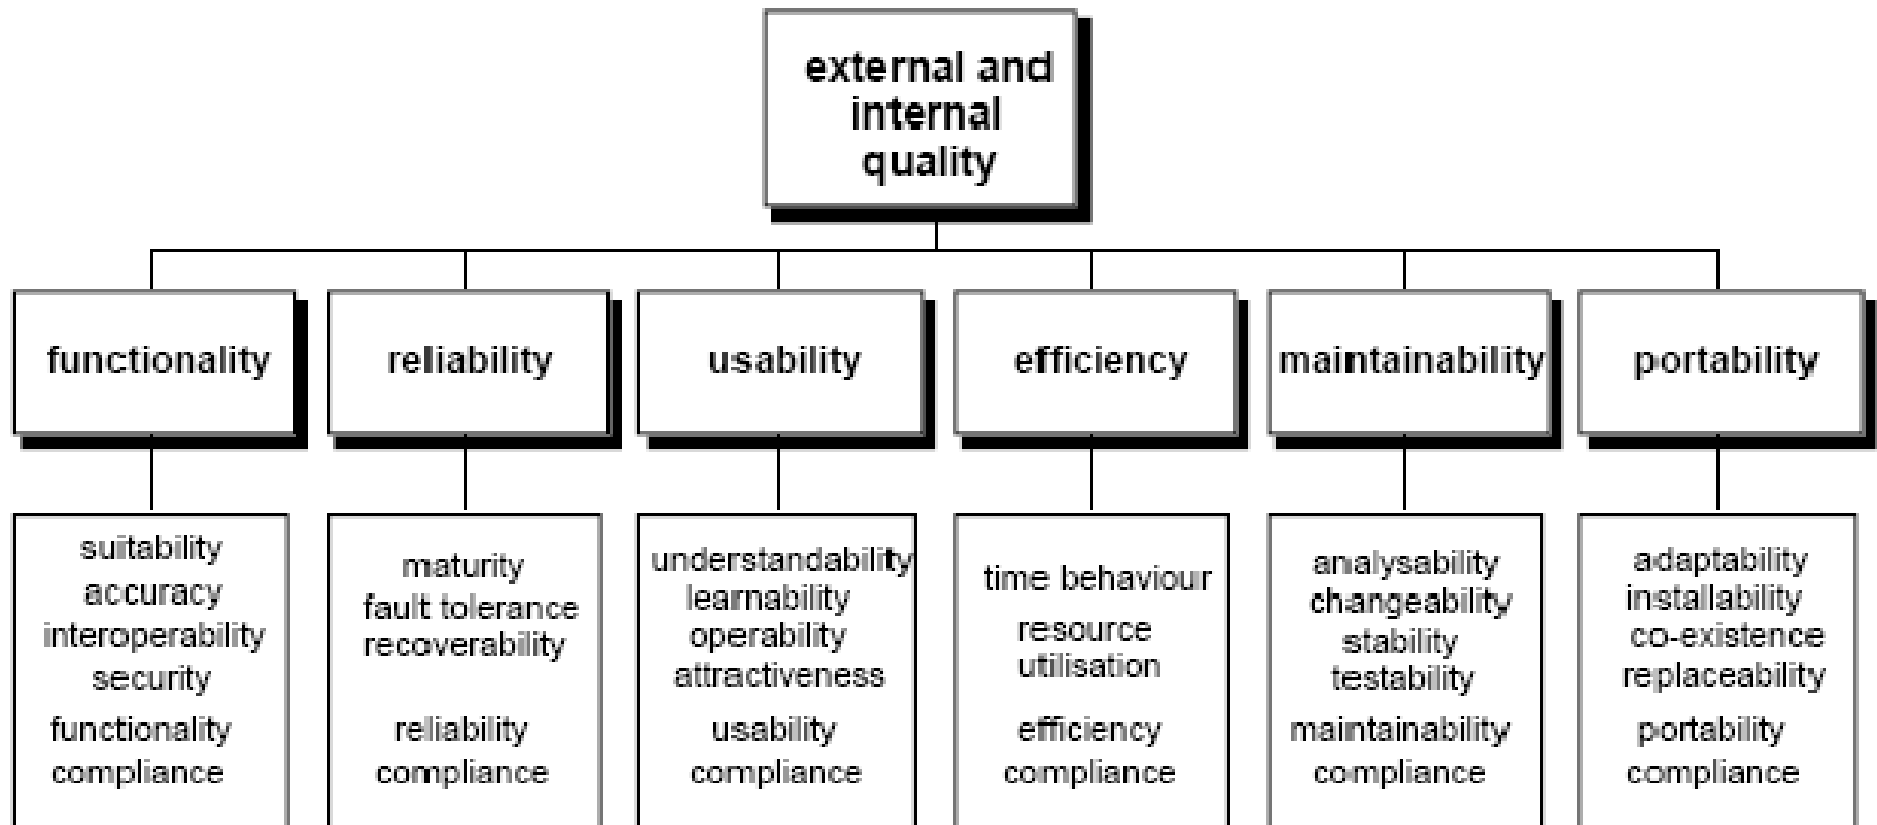 external and
internal
quality
functionality
reliability
usability
efficiency
maintainability
portability
suitability
accuracy
interoperability
security
functionality
compliance
maturity
fault tolerance
recoverability
reliability
compliance
understandability
learnability
operability
attractiveness
usability
compliance
time behaviour
resource
utilisation
efficiency
compliance
analysability
changeability
stability
testability
maintainability
compliance
adaptability
installability
co-existence
replaceability
portability
compliance